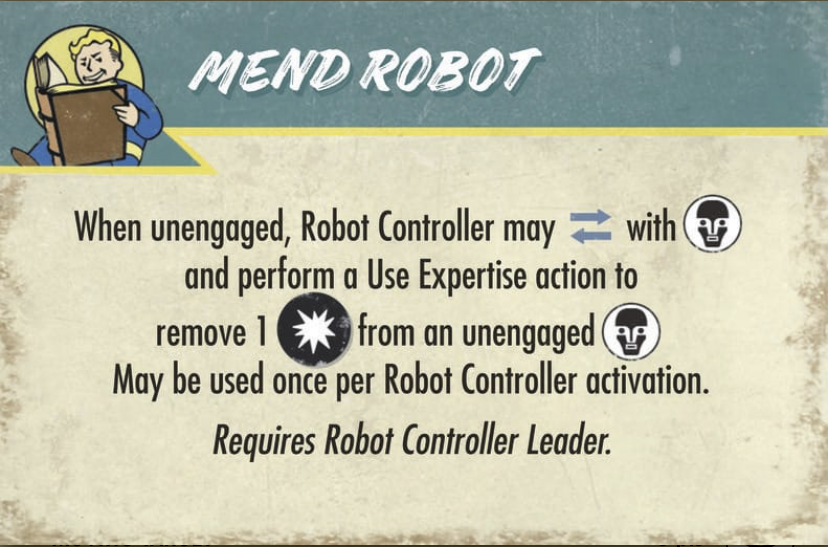 MEND ROBOT
When unengaged, Robot Controller may with
and perform a Use Expertise action to
remove 1 from an unengaged
May be used once per Robot Controller activation.
Requires Robot Controller Leader.